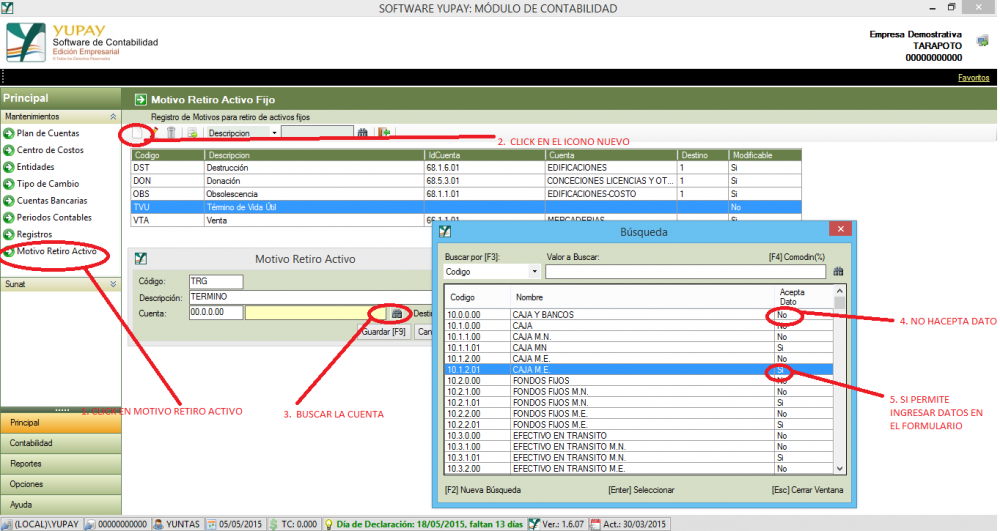 SOFTWARE YUPAY: MÓDULO DE CONTABILIDAD
YUPAY
Software de Contabilidad
Edición Empresarial
© Todos los Derechos Reservados
Empresa Demostrativa
TARAPOTO
00000000000
Favoritos
Principal
Mantenimientos
Plan de Cuentas
Centro de Costos
Entidades
Tipo de Cambio
Cuentas Bancarias
Periodos Contables
Registros
Motivo Retiro Activo
Sunat
Motivo Retiro Activo Fijo
Registro de Motivos para retiro de activos fijos
Descripcion
2. CLICK EN EL ICONO NUEVO
Codigo Descripcion IdCuenta Cuenta Destino Modificable
DST Destrucción 68.1.6.01 EDIFICACIONES 1 Si
DON Donación 68.5.3.01 CONCECIONES LICENCIAS Y OT... 1 Si
OBS Obsolescencia 68.1.1.01 EDIFICACIONES-COSTO 1 Si
TVU Término de Vida Útil No
VTA Venta 66.1.1.01 MERCADERIAS Si
Motivo Retiro Activo
Código: TRG
Descripción: TERMINO
Cuenta: 00.0.0.00 Destin
Guardar [F9] Can
1. CLICK EN MOTIVO RETIRO ACTIVO
3. BUSCAR LA CUENTA
Búsqueda
Buscar por [F3]: Valor a Buscar: [F4] Comodin(%)
Codigo
Codigo Nombre Acepta Dato
10.0.0.00 CAJA Y BANCOS No
10.1.0.00 CAJA No
10.1.1.00 CAJA M.N. No
10.1.1.01 CAJA MN Si
10.1.2.00 CAJA M.E. No
10.1.2.01 CAJA M.E. Si
10.2.0.00 FONDOS FIJOS No
10.2.1.00 FONDOS FIJOS M.N. No
10.2.1.01 FONDOS FIJOS M.N. Si
10.2.2.00 FONDOS FIJOS M.E. No
10.2.2.01 FONDOS FIJOS M.E. Si
10.3.0.00 EFECTIVO EN TRANSITO No
10.3.1.00 EFECTIVO EN TRANSITO M.N. No
10.3.1.01 EFECTIVO EN TRANSITO M.N. Si
10.3.2.00 EFECTIVO EN TRANSITO M.E. No
[F2] Nueva Búsqueda [Enter] Seleccionar [Esc] Cerrar Ventana
4. NO HACEPTA DATO
5. SI PERMITE
INGRESAR DATOS EN
EL FORMULARIO
Principal
Contabilidad
Reportes
Opciones
Ayuda
(LOCAL)\YUPAY 00000000000 YUNTAS 05/05/2015 TC: 0.000 Día de Declaración: 18/05/2015, faltan 13 días Ver.: 1.6.07 Act.: 30/03/2015